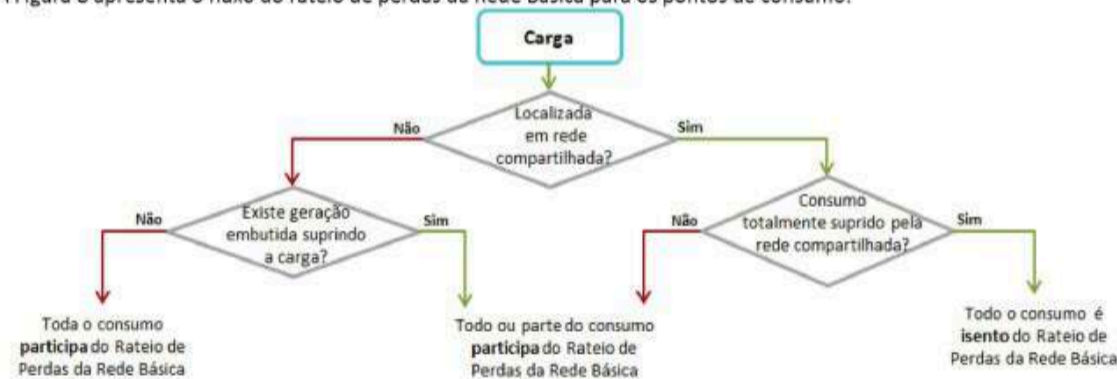 A Figura 8 apresenta o fluxo do rateio de perdas da Rede Básica para os pontos de consumo:
Carga
Localizada
em rede
compartilhada?
Não
Sim
Existe geração
embutida suprindo
a carga?
Não
Sim
Consumo
totalmente suprido pela
rede compartilhada?
Não
Sim
Toda o consumo
participa do Rateio de
Perdas da Rede Básica
Todo ou parte do consumo
participa do Rateio de
Perdas da Rede Básica
Todo o consumo é
isento do Rateio de
Perdas da Rede Básica